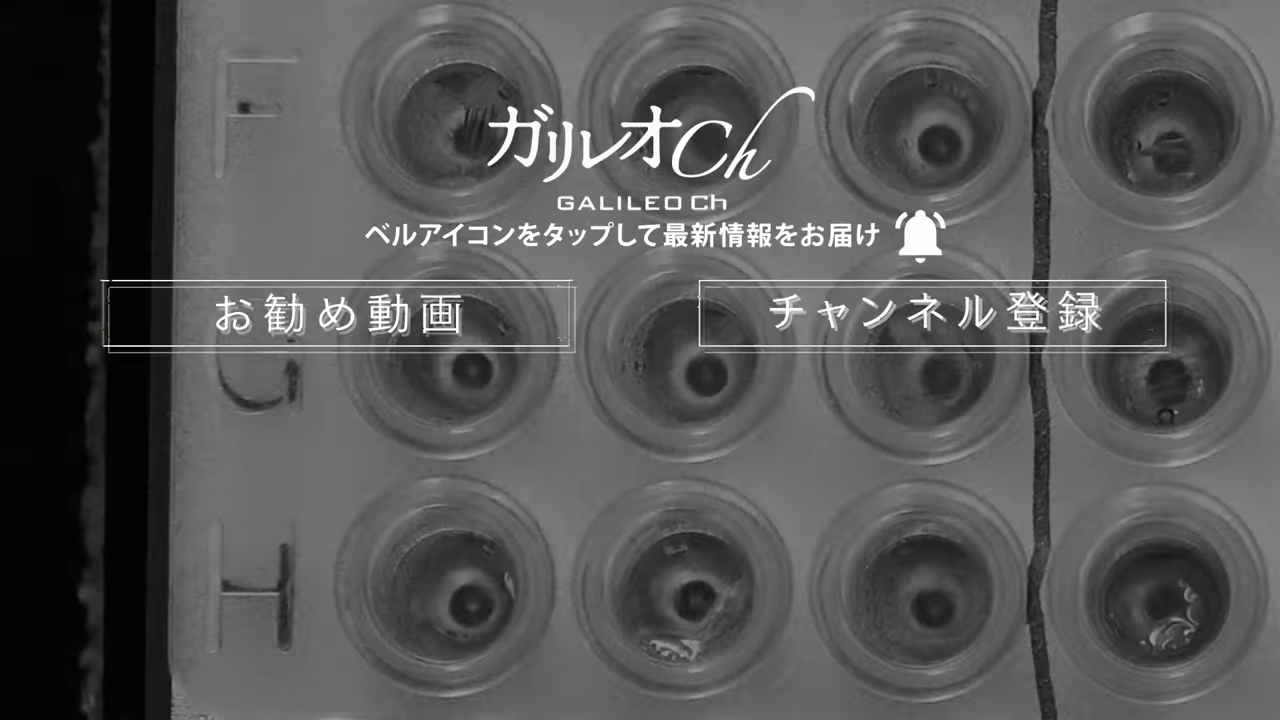 ガリレオCh
GALILEO Ch
ベルアイコンをタップして最新情報をお届け
お勧め動画
チャンネル登録
F
G
H